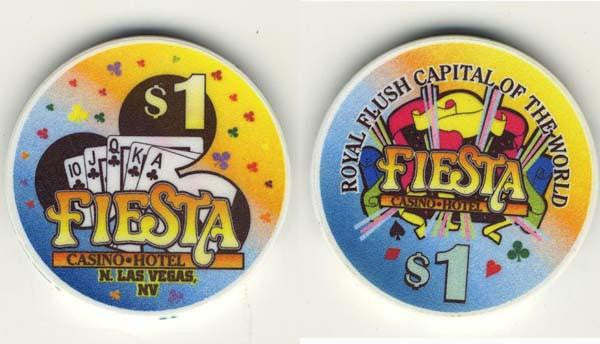 $1
10 J Q K A
FIESTA
CASINO • HOTEL
N. LAS VEGAS,
NV
ROYAL FLUSH CAPITAL OF THE WORLD
FIESTA
CASINO • HOTEL
$1